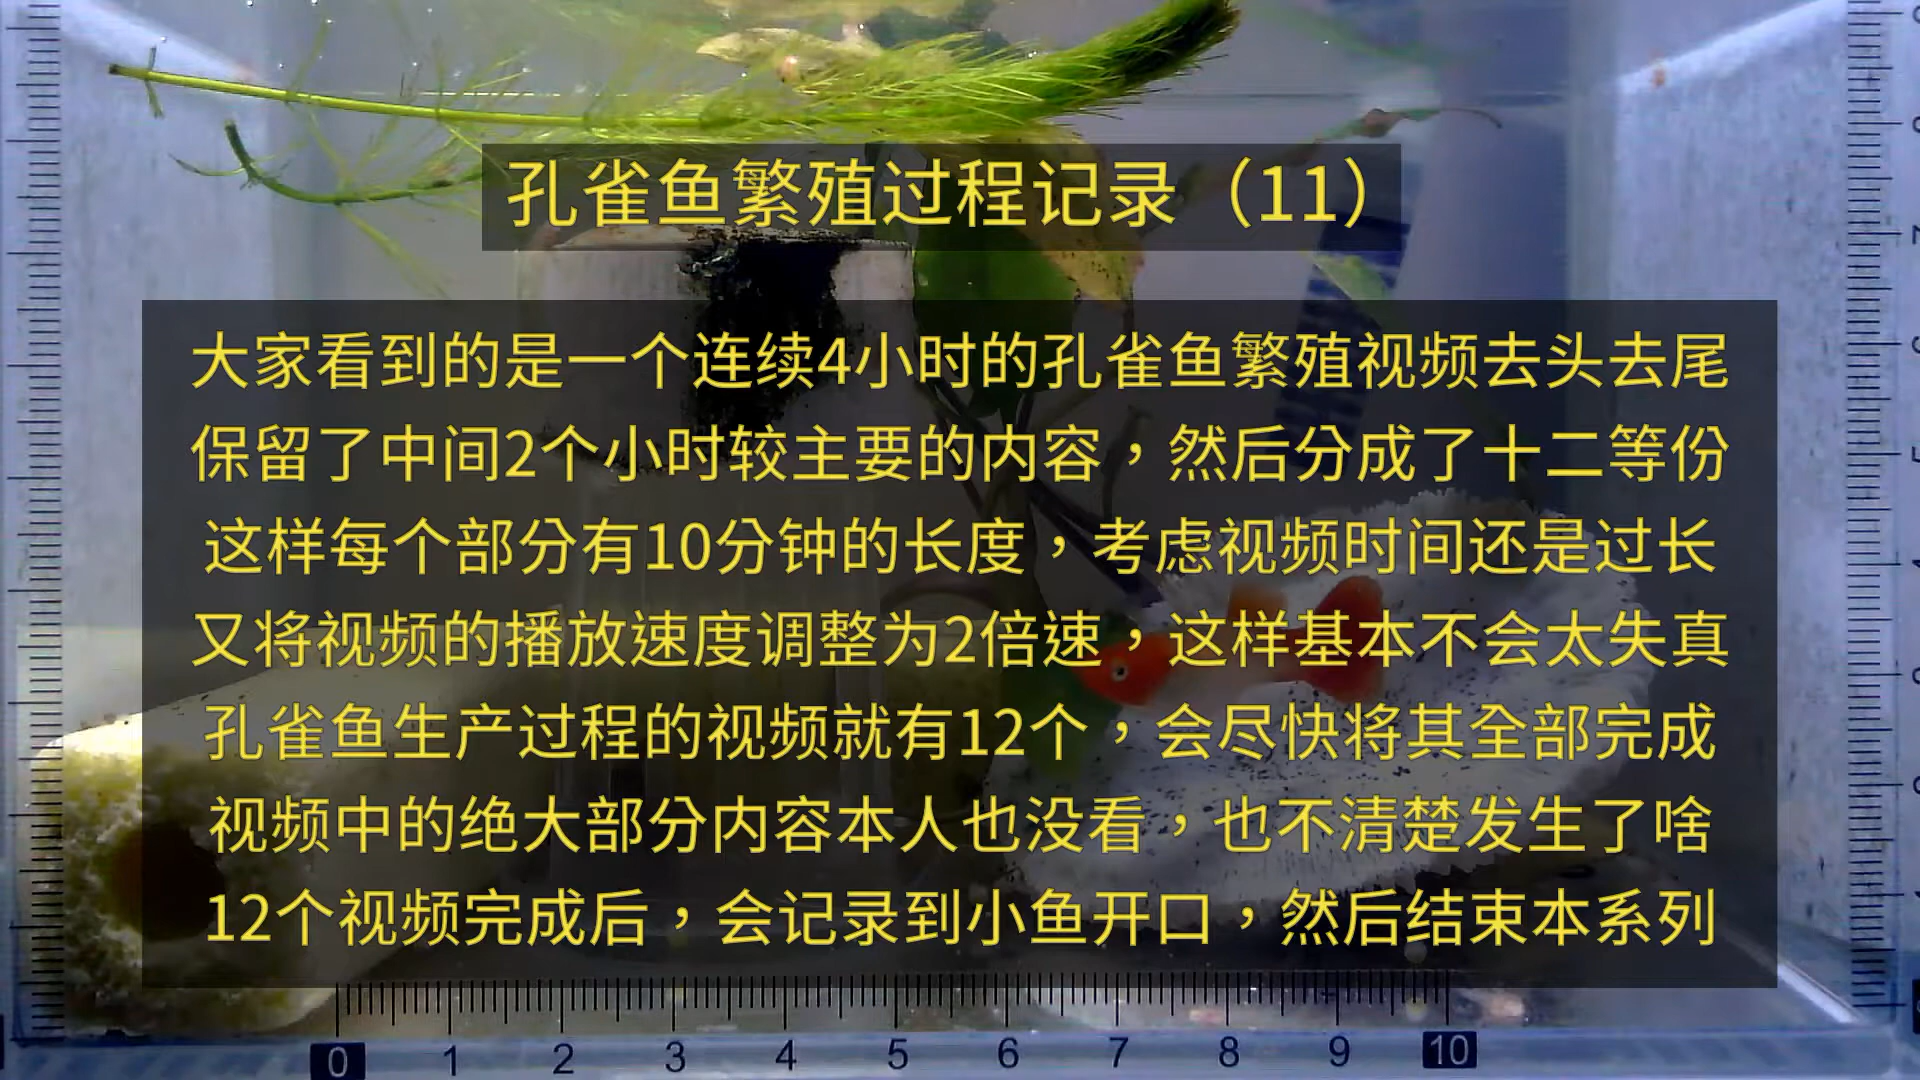 孔雀鱼繁殖过程记录（11）
大家看到的是一个连续4小时的孔雀鱼繁殖视频去头去尾
保留了中间2个小时较主要的内容，然后分成了十二等份
这样每个部分有10分钟的长度，考虑视频时间还是过长
又将视频的播放速度调整为2倍速，这样基本不会太失真
孔雀鱼生产过程的视频就有12个，会尽快将其全部完成
视频中的绝大部分内容本人也没看，也不清楚发生了啥
12个视频完成后，会记录到小鱼开口，然后结束本系列
0 1 2 3 4 5 6 7 8 9 10